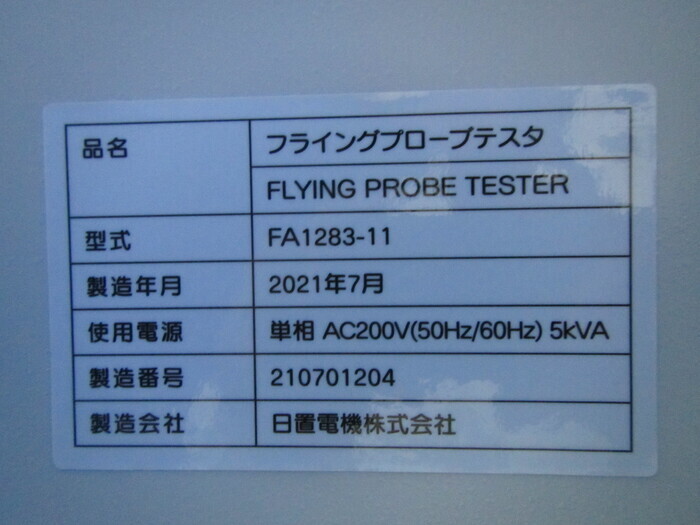 品名 フライングプローブテスタ
FLYING PROBE TESTER
型式 FA1283-11
製造年月 2021年7月
使用電源 単相 AC200V(50Hz/60Hz) 5kVA
製造番号 210701204
製造会社 日置電機株式会社